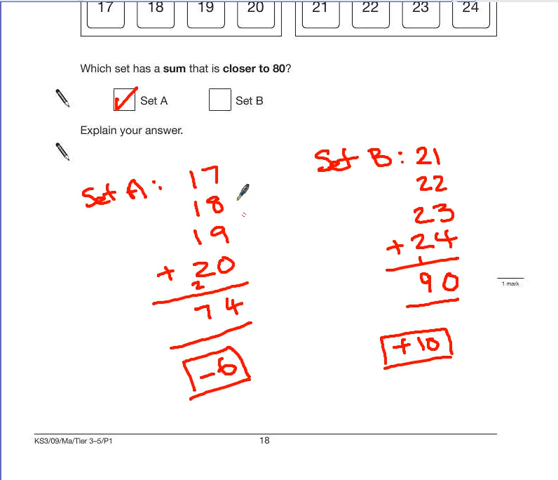 17 18 19 20 21 22 23 24
Which set has a sum that is closer to 80?
✓ Set A Set B
Explain your answer.
Set A: 17
18
19
+ 20
2
74
-6
Set B: 21
22
23
+ 24
1
90
+10
1 mark
KS3/09/Ma/Tier 3–5/P1 18